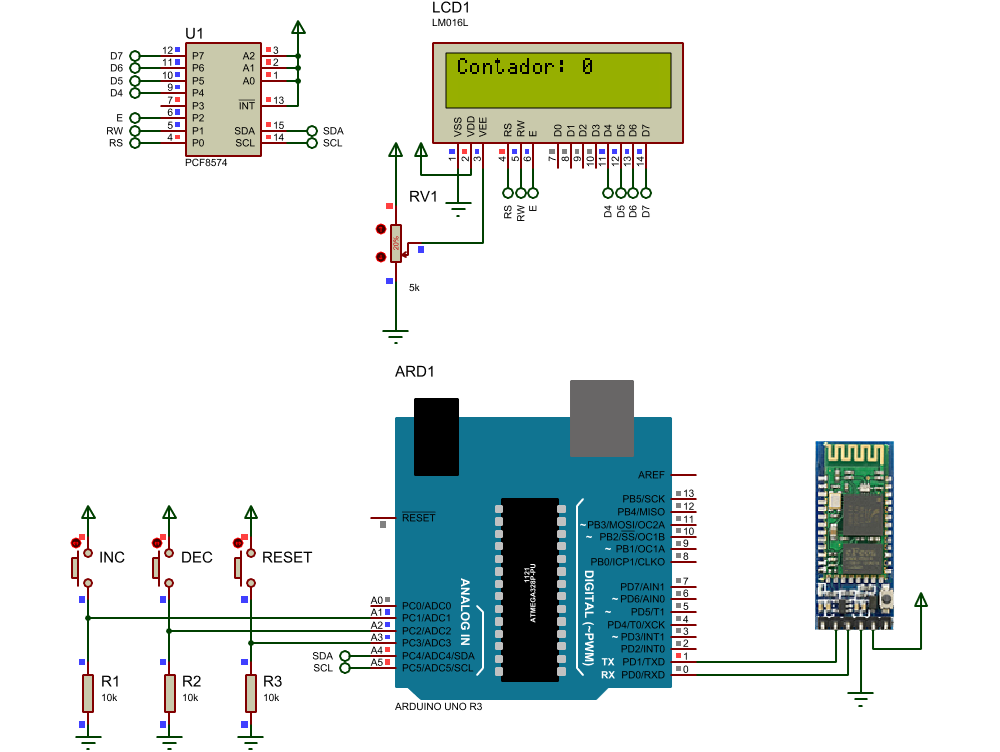 LCD1
LM016L
Contador: 0
VSS VDD VEE RS RW E D0 D1 D2 D3 D4 D5 D6 D7
1 2 3 4 5 6 7 8 9 10 11 12 13 14
RS RW E D4 D5 D6 D7
U1
D7 12 P7 A2 3
D6 11 P6 A1 2
D5 10 P5 A0 1
D4 9 P4
7 P3 INT 13
E 6 P2
RW 5 P1 SDA 15 SDA
RS 4 P0 SCL 14 SCL
PCF8574
RV1
20%
5k
ARD1
AREF
RESET
PB5/SCK 13
PB4/MISO 12
~PB3/MOSI/OC2A 11
~ PB2/SS/OC1B 10
~ PB1/OC1A 9
PB0/ICP1/CLKO 8
PD7/AIN1 7
~ PD6/AIN0 6
~ PD5/T1 5
PD4/T0/XCK 4
~ PD3/INT1 3
PD2/INT0 2
TX PD1/TXD 1
RX PD0/RXD 0
DIGITAL (~PWM)
ANALOG IN
1121
ATMEGA328P-PU
A0 PC0/ADC0
A1 PC1/ADC1
A2 PC2/ADC2
A3 PC3/ADC3
SDA A4 PC4/ADC4/SDA
SCL A5 PC5/ADC5/SCL
ARDUINO UNO R3
INC
DEC
RESET
R1
10k
R2
10k
R3
10k